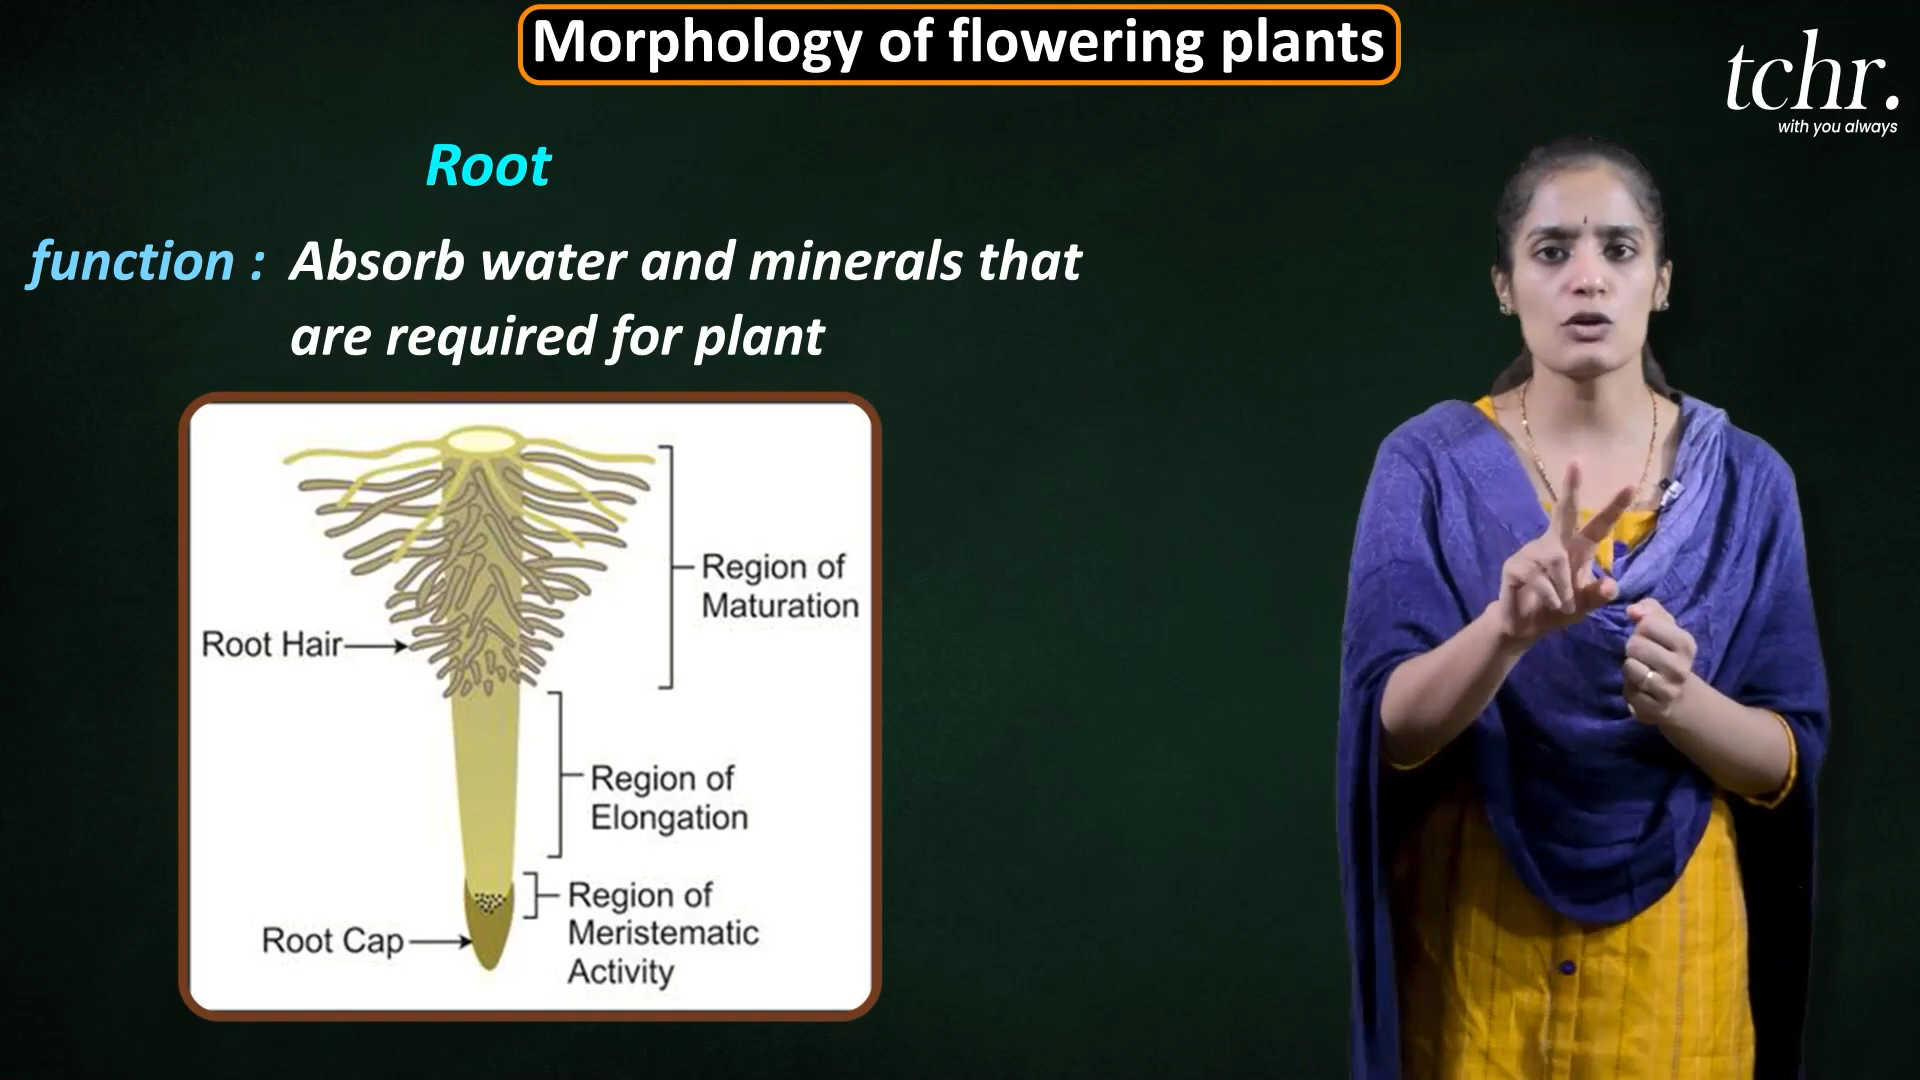 Morphology of flowering plants
tchr.
with you always
Root
function : Absorb water and minerals that
are required for plant
Region of
Maturation
Root Hair
Region of
Elongation
Region of
Meristematic
Activity
Root Cap